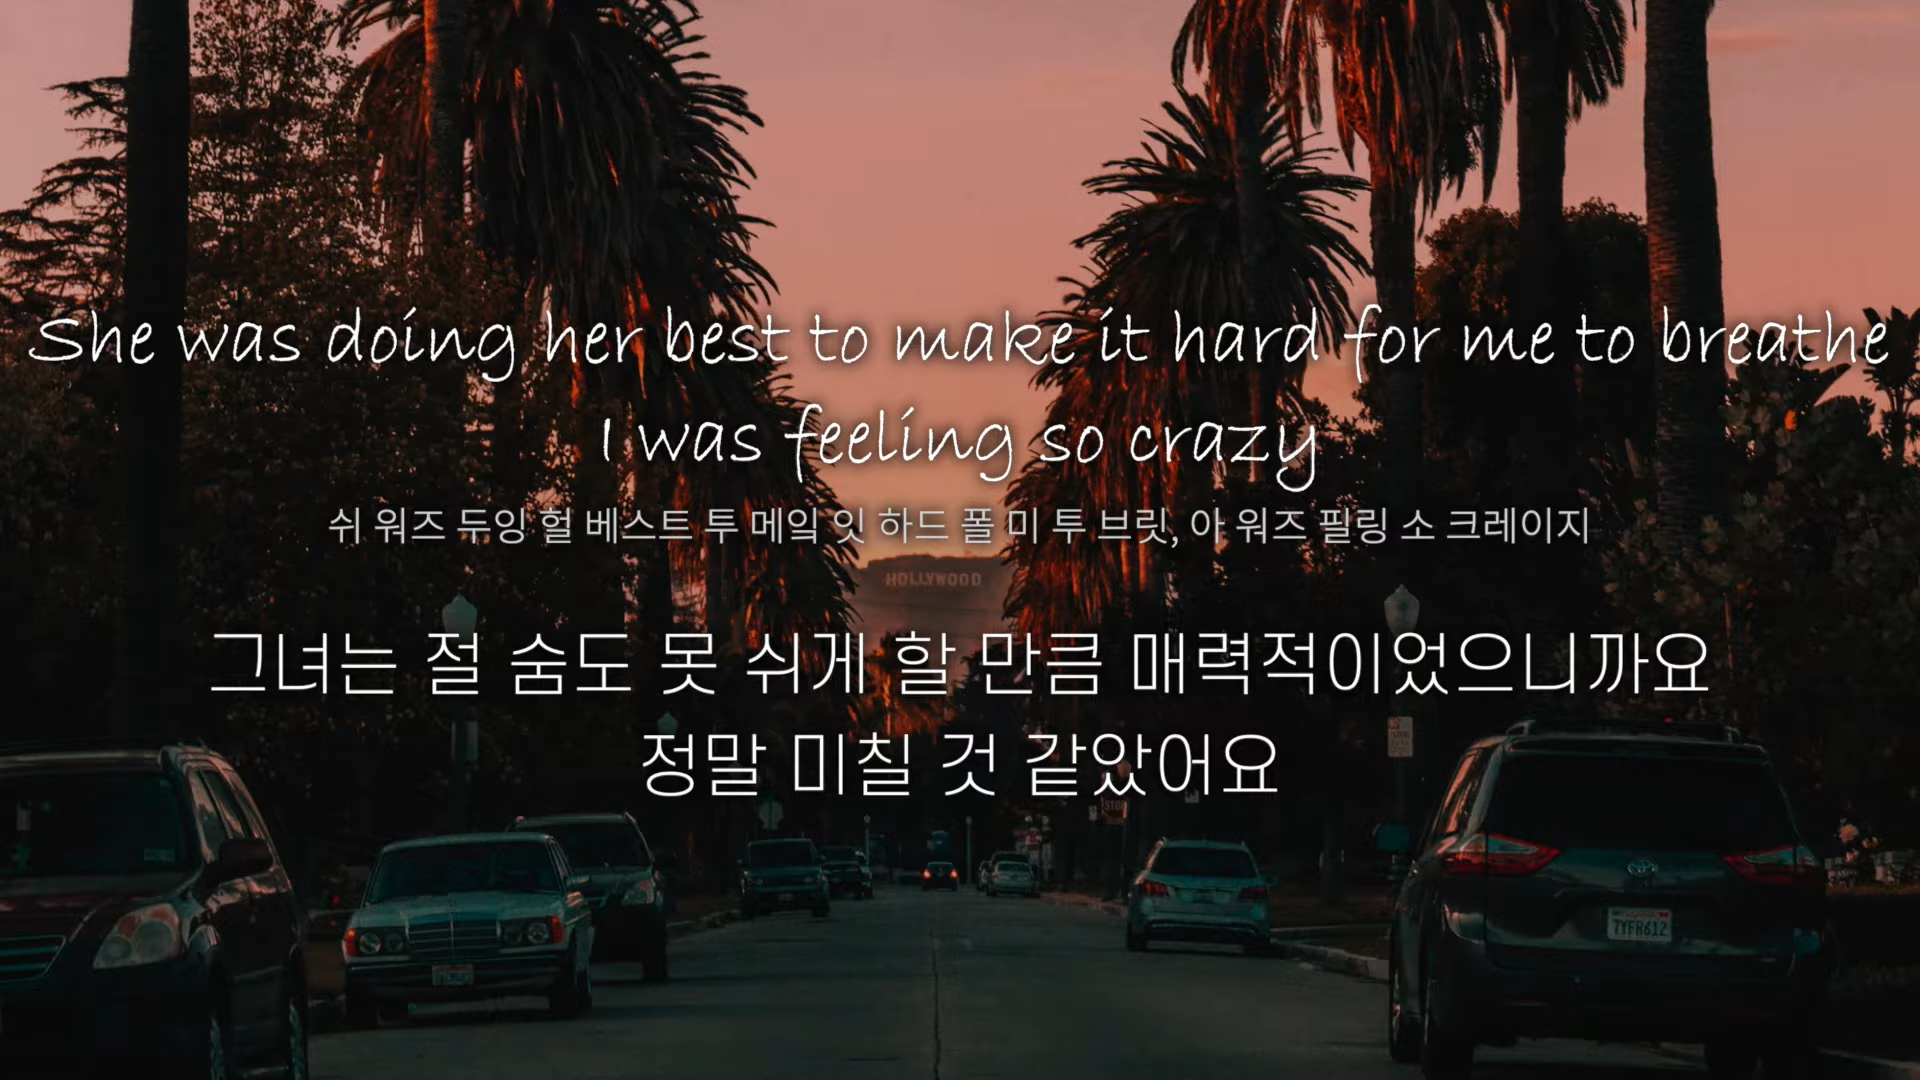 She was doing her best to make it hard for me to breathe
I was feeling so crazy
쉬 워즈 두잉 헐 베스트 투 메잌 잇 하드 폴 미 투 브릿, 아 워즈 필링 소 크레이지
HOLLYWOOD
그녀는 절 숨도 못 쉬게 할 만큼 매력적이었으니까요
정말 미칠 것 같았어요
STOP
7YFR612